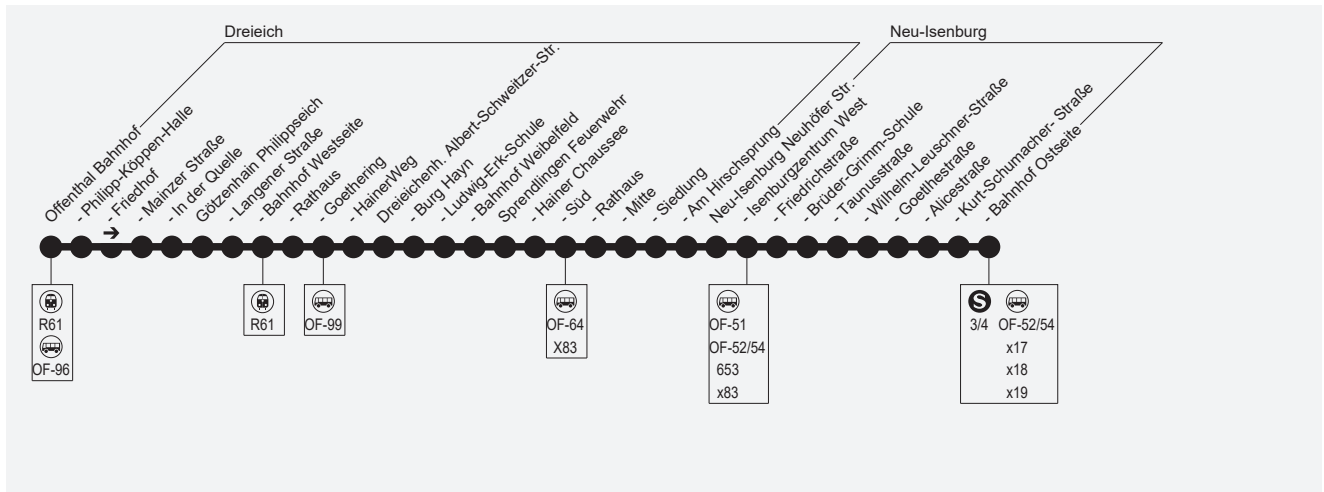 Dreieich
Neu-Isenburg
Offenthal Bahnhof
- Philipp-Köppen-Halle
- Friedhof
- Mainzer Straße
- In der Quelle
Götzenhain Philippseich
- Langener Straße
- Bahnhof Westseite
- Rathaus
- Goethering
- HainerWeg
Dreieichenh. Albert-Schweitzer-Str.
- Burg Hayn
- Ludwig-Erk-Schule
- Bahnhof Weibelfeld
Sprendlingen Feuerwehr
- Hainer Chaussee
- Süd
- Rathaus
- Mitte
- Siedlung
- Am Hirschsprung
Neu-Isenburg Neuhöfer Str.
- Isenburgzentrum West
- Friedrichstraße
- Brüder-Grimm-Schule
- Taunusstraße
- Wilhelm-Leuschner-Straße
- Goetlhestraße
- Alicestraße
- Kurt-Schumacher- Straße
- Bahnhof Ostseite
R61
OF-96
R61
OF-99
OF-64
X83
OF-51
OF-52/54
653
x83
S
3/4 OF-52/54
x17
x18
x19